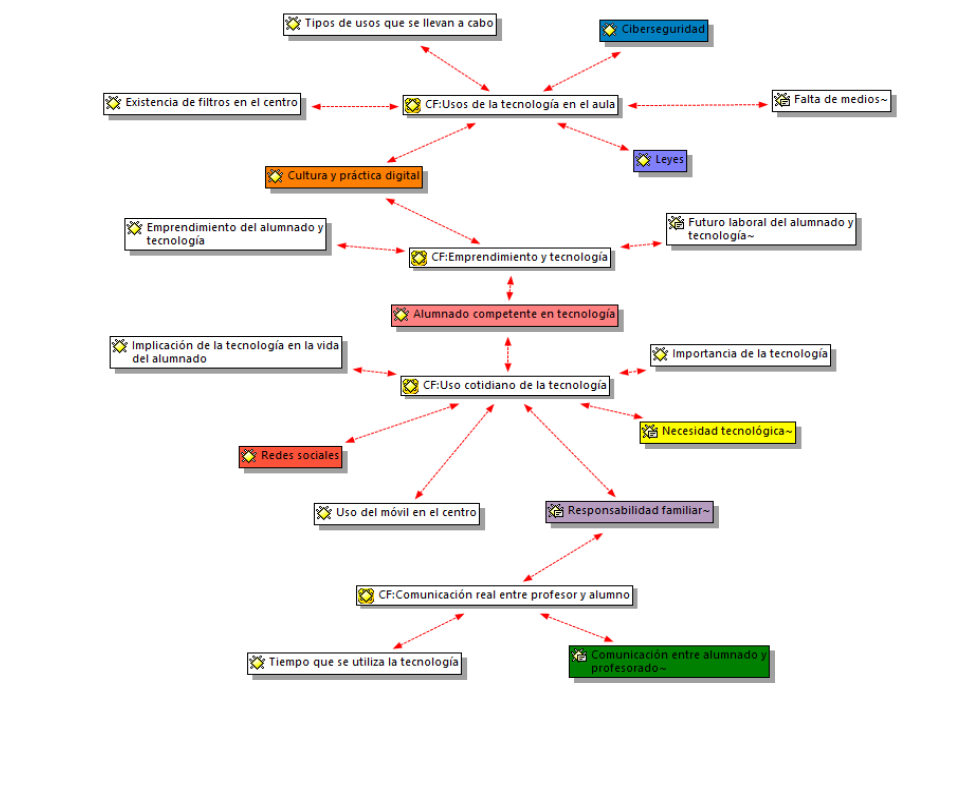 Tipos de usos que se llevan a cabo
Ciberseguridad
Existencia de filtros en el centro
CF:Usos de la tecnología en el aula
Falta de medios~
Leyes
Cultura y práctica digital
Emprendimiento del alumnado y
tecnología
Futuro laboral del alumnado y
tecnología~
CF:Emprendimiento y tecnología
Alumnado competente en tecnología
Implicación de la tecnología en la vida
del alumnado
Importancia de la tecnología
CF:Uso cotidiano de la tecnología
Necesidad tecnológica~
Redes sociales
Uso del móvil en el centro
Responsabilidad familiar~
CF:Comunicación real entre profesor y alumno
Tiempo que se utiliza la tecnología
Comunicación entre alumnado y
profesorado~